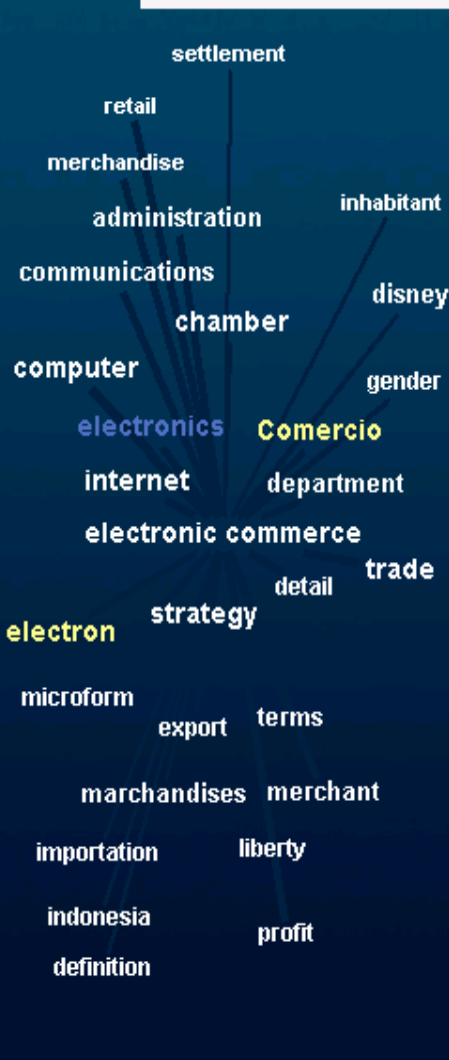 settlement
retail
merchandise
inhabitant
administration
communications
disney
chamber
computer
gender
electronics
Comercio
internet
department
electronic commerce
trade
detail
strategy
electron
microform
terms
export
marchandises
merchant
importation
liberty
indonesia
profit
definition